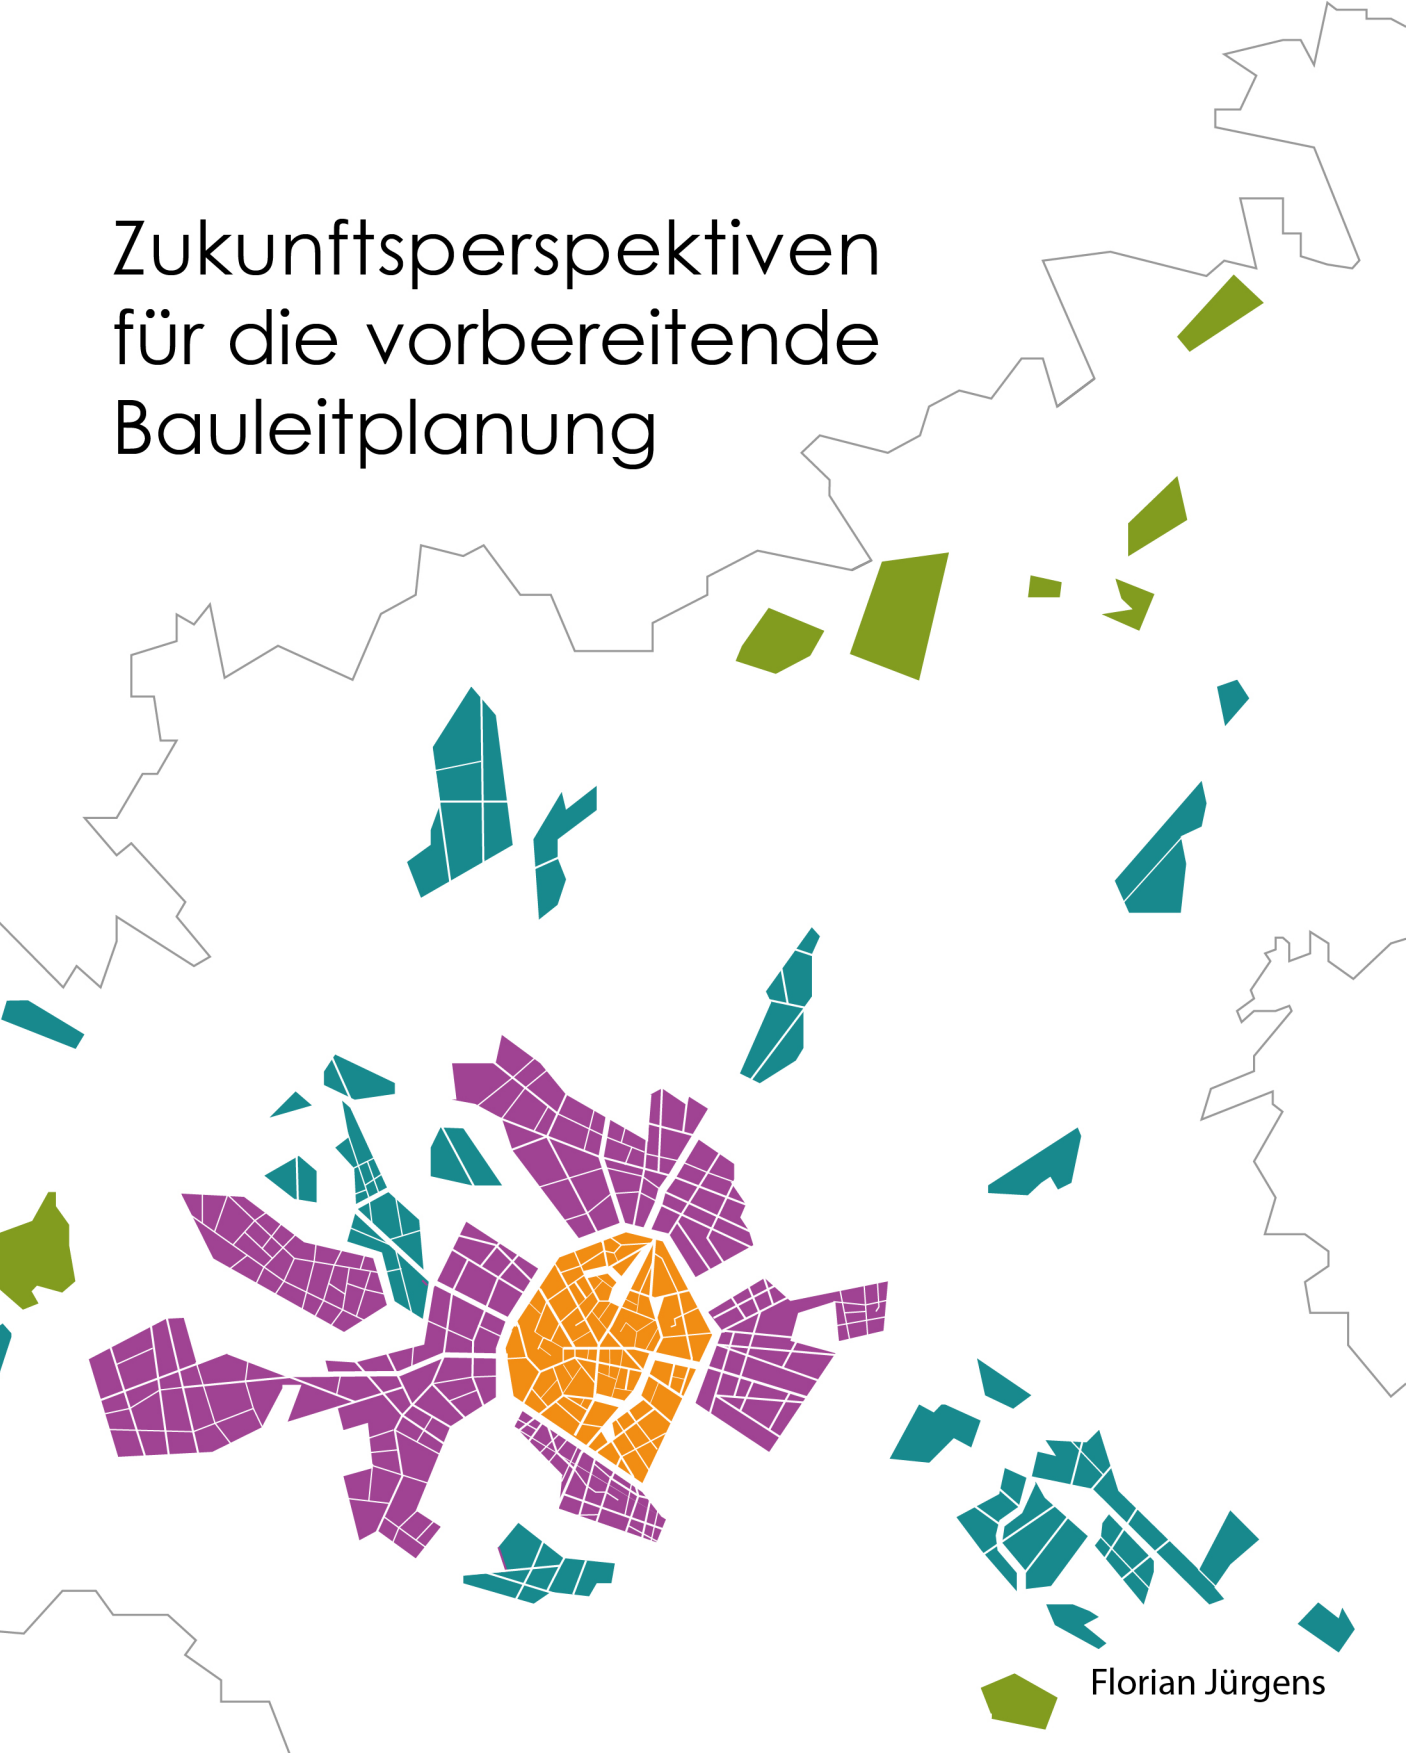 Zukunftsperspektiven
für die vorbereitende
Bauleitplanung
Florian Jürgens